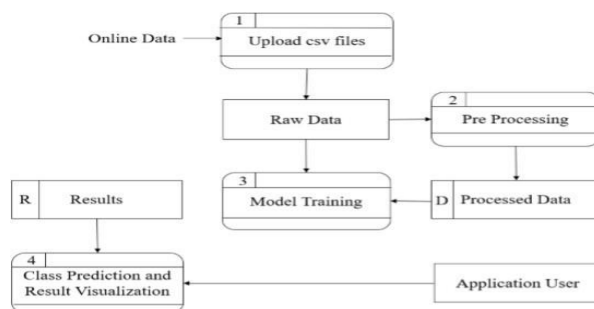 1
Online Data
Upload csv files
Raw Data
2
Pre Processing
3
Model Training
D
Processed Data
R
Results
4
Class Prediction and
Result Visualization
Application User